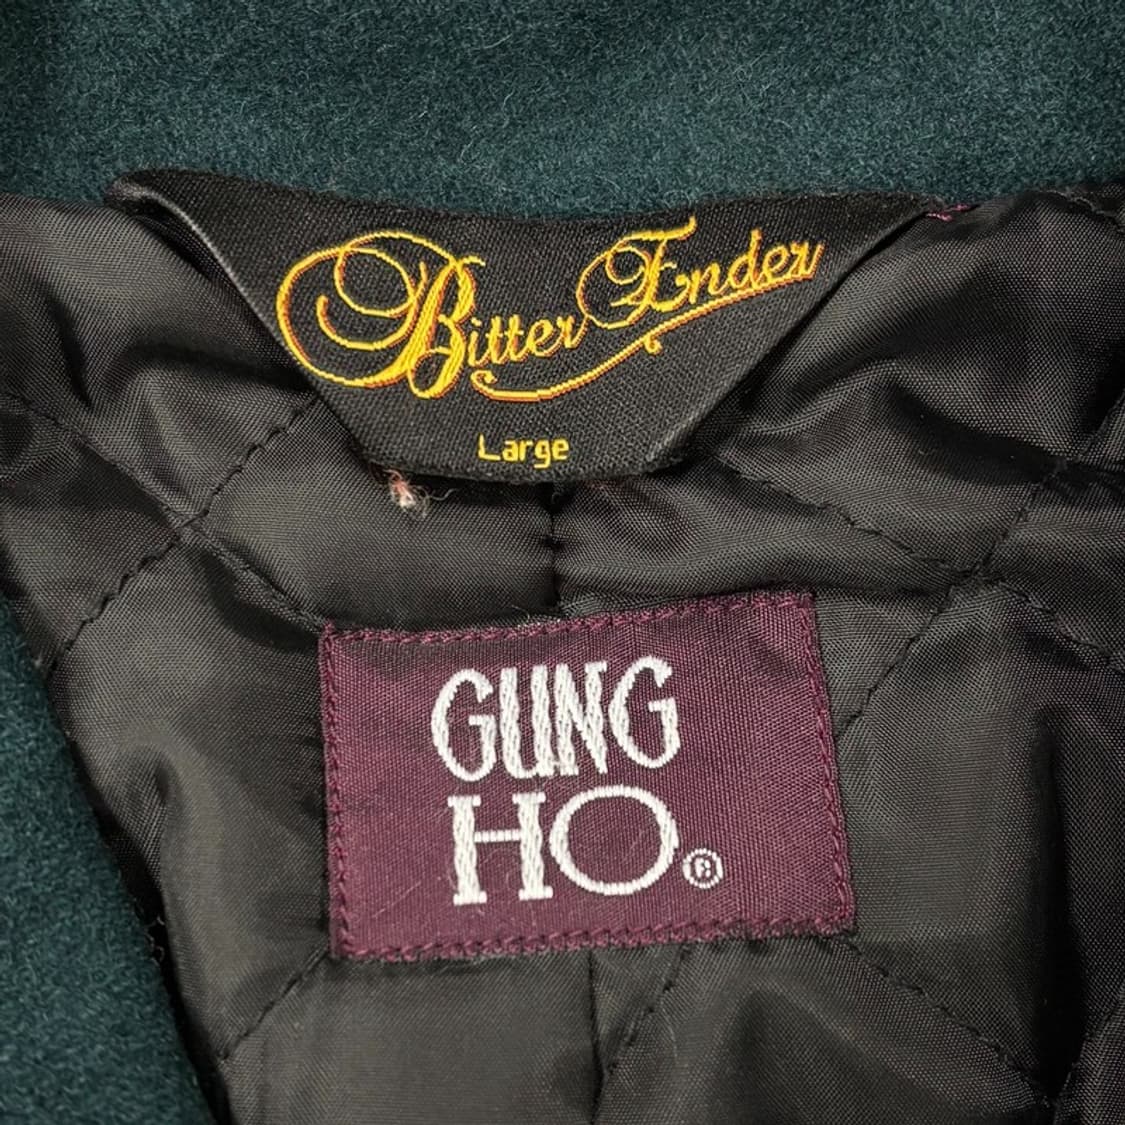 Bitter Ender
Large
GUNG
HO®